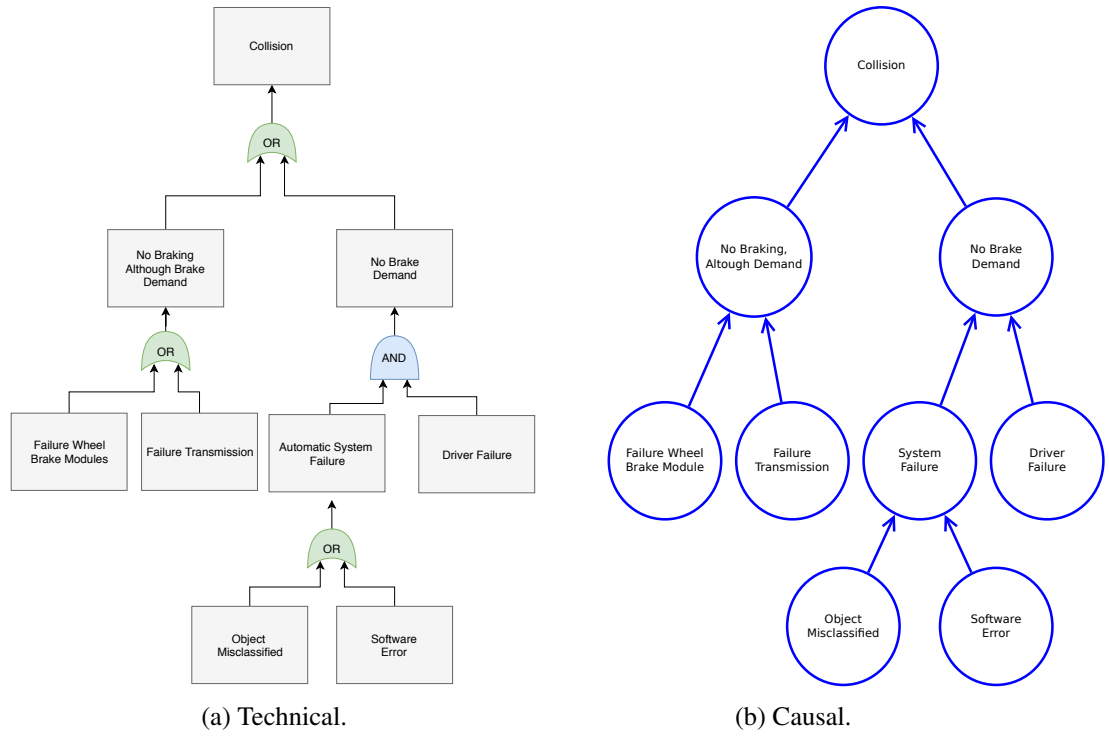 Collision
OR
No Braking
Although Brake
Demand
No Brake
Demand
OR
AND
Failure Wheel
Brake Modules
Failure Transmission
Automatic System
Failure
Driver Failure
OR
Object
Misclassified
Software
Error
(a) Technical.
Collision
No Braking,
Altough Demand
No Brake
Demand
Failure Wheel
Brake Module
Failure
Transmission
System
Failure
Driver
Failure
Object
Misclassified
Software
Error
(b) Causal.